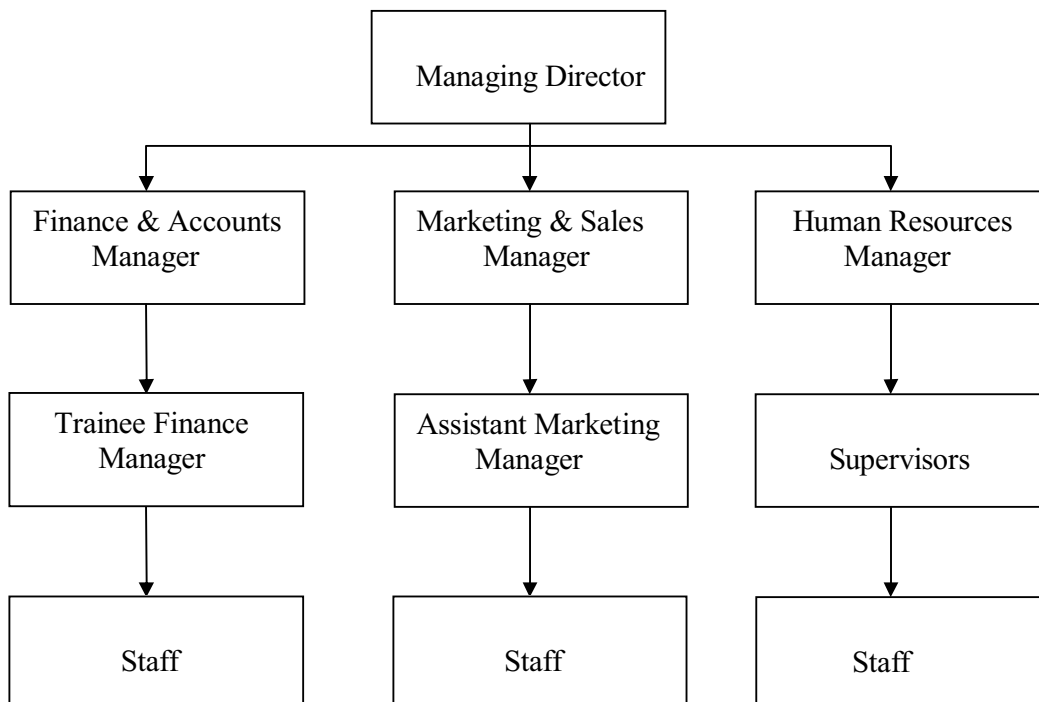 Managing Director
Finance & Accounts
Manager
Marketing & Sales
Manager
Human Resources
Manager
Trainee Finance
Manager
Assistant Marketing
Manager
Supervisors
Staff
Staff
Staff